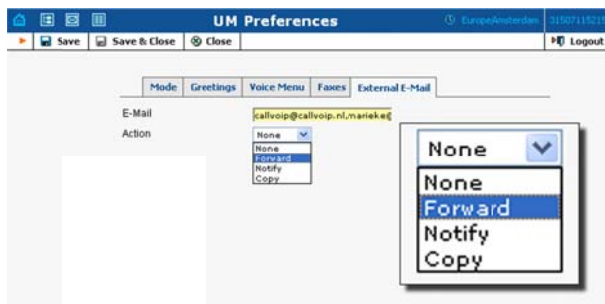 UM Preferences EuropeAmsterdam 31507115215
Save Save & Close Close Logout
Mode Greetings Voice Menu Faxes External E-Mail
E-Mail callvoip@callvoip.nl,marieke@
Action None
None
Forward
Notify
Copy
None
None
Forward
Notify
Copy